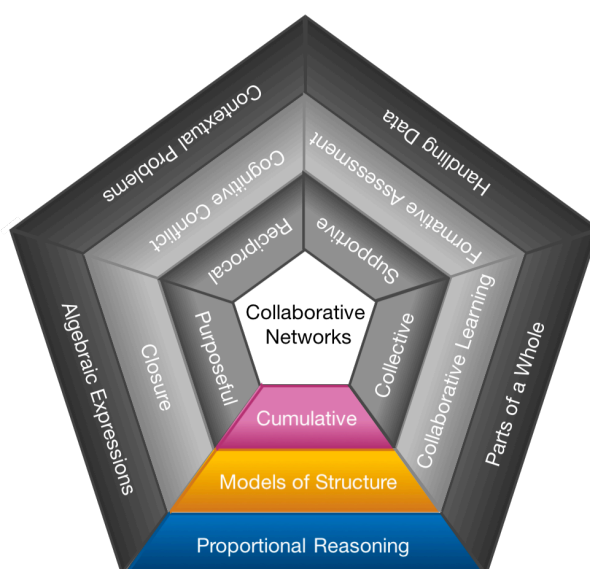 Contextual Problems
Handling Data
Cognitive Conflict
Formative Assessment
Reciprocal
Supportive
Algebraic Expressions
Closure
Purposeful
Collaborative
Networks
Collective
Collaborative Learning
Parts of a Whole
Cumulative
Models of Structure
Proportional Reasoning